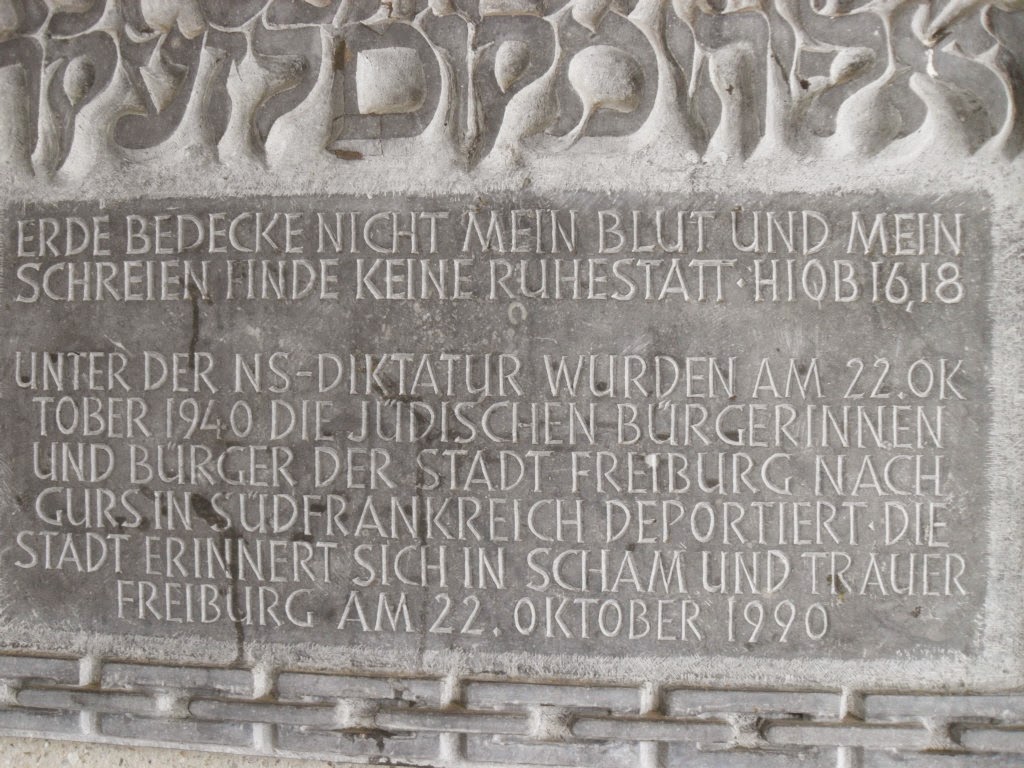 ERDE BEDECKE NICHT MEIN BLUT UND MEIN
SCHREIEN FINDE KEINE RUHESTATT · HIOB 16,18
UNTER DER NS-DIKTATUR WURDEN AM 22. OK
TOBER 1940 DIE JÜDISCHEN BÜRGERINNEN
UND BÜRGER DER STADT FREIBURG NACH
GURS IN SÜDFRANKREICH DEPORTIERT · DIE
STADT ERINNERT SICH IN SCHAM UND TRAUER
FREIBURG AM 22. OKTOBER 1990